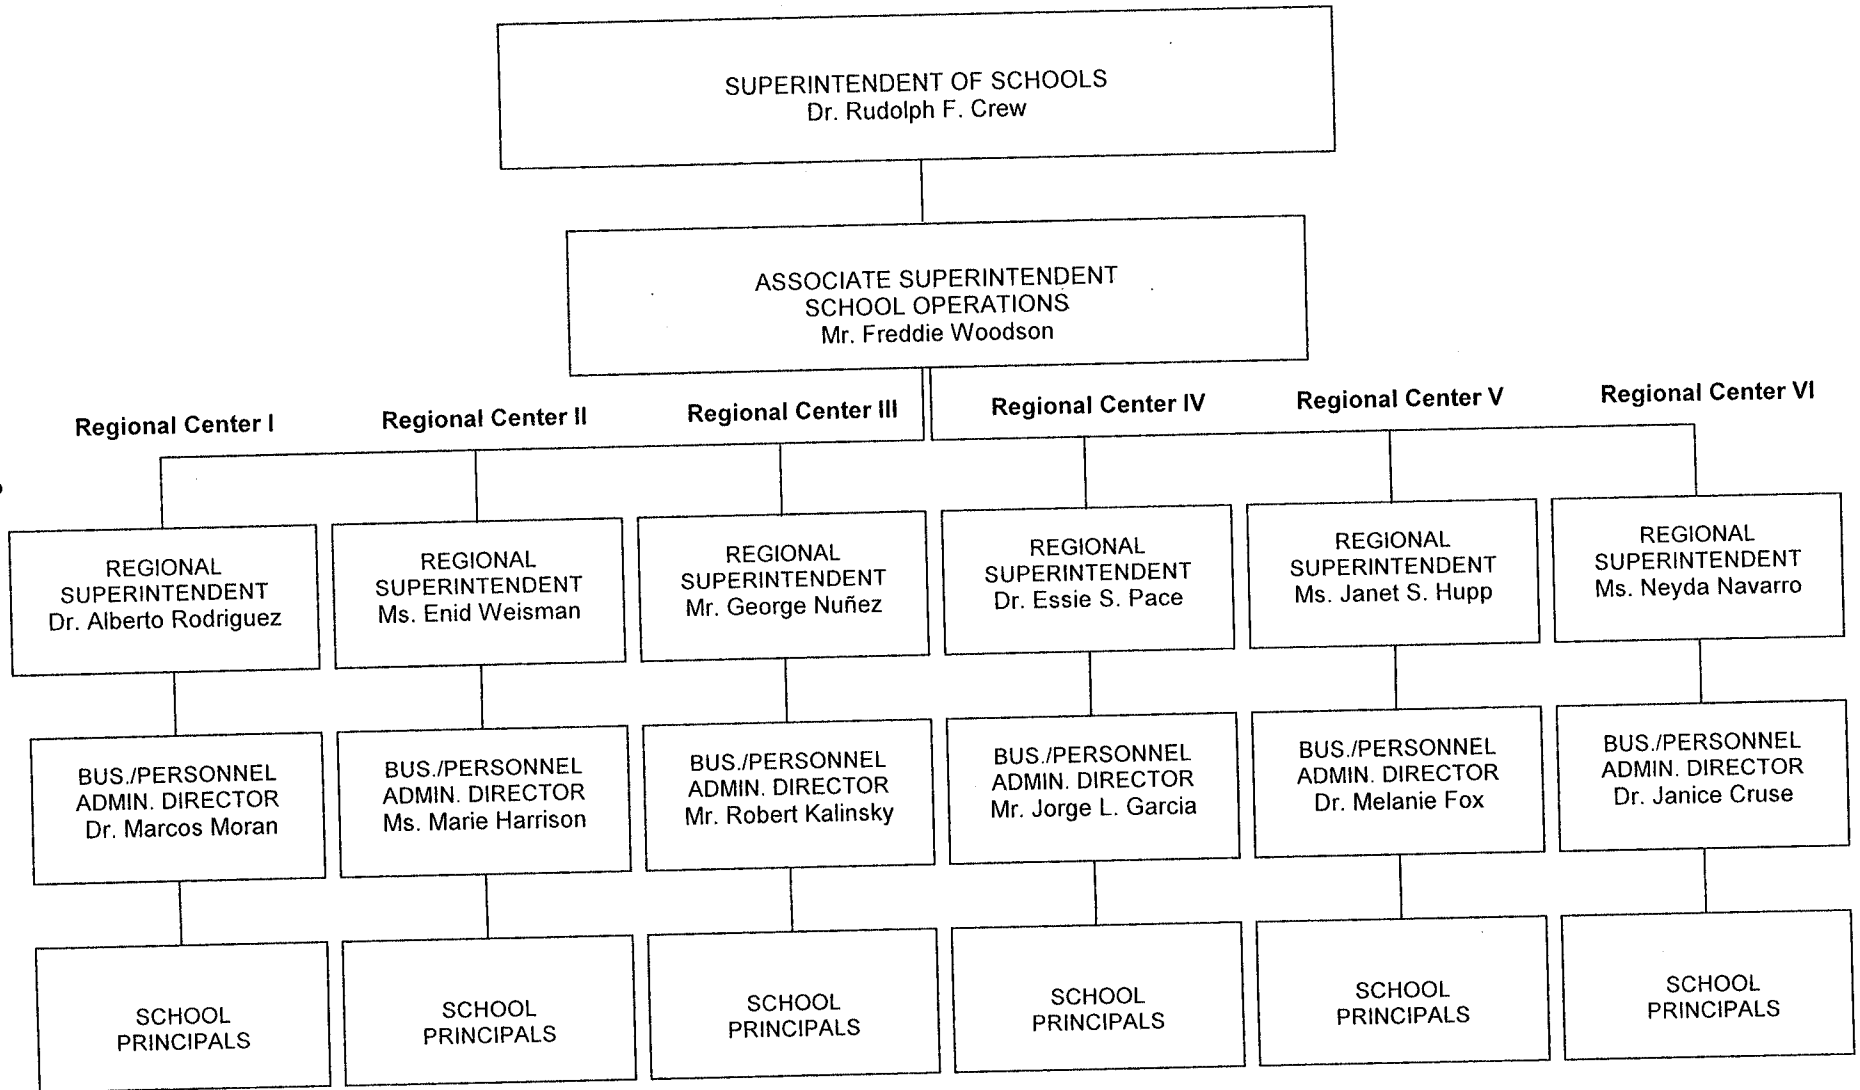 SUPERINTENDENT OF SCHOOLS
Dr. Rudolph F. Crew
ASSOCIATE SUPERINTENDENT
SCHOOL OPERATIONS
Mr. Freddie Woodson
Regional Center I
Regional Center II
Regional Center III
Regional Center IV
Regional Center V
Regional Center VI
REGIONAL
SUPERINTENDENT
Dr. Alberto Rodriguez
REGIONAL
SUPERINTENDENT
Ms. Enid Weisman
REGIONAL
SUPERINTENDENT
Mr. George Nuñez
REGIONAL
SUPERINTENDENT
Dr. Essie S. Pace
REGIONAL
SUPERINTENDENT
Ms. Janet S. Hupp
REGIONAL
SUPERINTENDENT
Ms. Neyda Navarro
BUS./PERSONNEL
ADMIN. DIRECTOR
Dr. Marcos Moran
BUS./PERSONNEL
ADMIN. DIRECTOR
Ms. Marie Harrison
BUS./PERSONNEL
ADMIN. DIRECTOR
Mr. Robert Kalinsky
BUS./PERSONNEL
ADMIN. DIRECTOR
Mr. Jorge L. Garcia
BUS./PERSONNEL
ADMIN. DIRECTOR
Dr. Melanie Fox
BUS./PERSONNEL
ADMIN. DIRECTOR
Dr. Janice Cruse
SCHOOL
PRINCIPALS
SCHOOL
PRINCIPALS
SCHOOL
PRINCIPALS
SCHOOL
PRINCIPALS
SCHOOL
PRINCIPALS
SCHOOL
PRINCIPALS